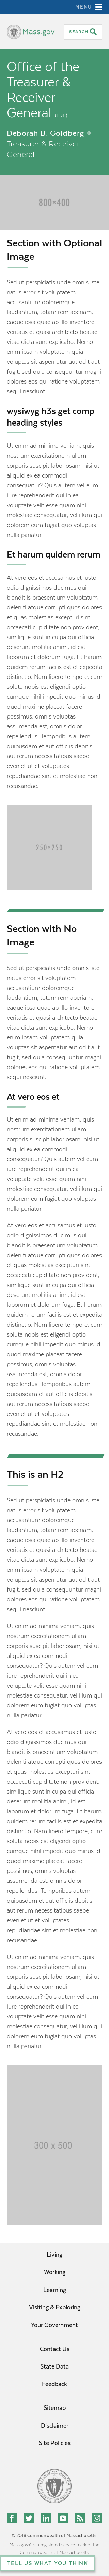 MENU
Mass.gov
SEARCH
Office of the
Treasurer &
Receiver
General (TRE)
Deborah B. Goldberg
Treasurer & Receiver
General
800×400
Section with Optional
Image
Sed ut perspiciatis unde omnis iste
natus error sit voluptatem
accusantium doloremque
laudantium, totam rem aperiam,
eaque ipsa quae ab illo inventore
veritatis et quasi architecto beatae
vitae dicta sunt explicabo. Nemo
enim ipsam voluptatem quia
voluptas sit aspernatur aut odit aut
fugit, sed quia consequuntur magni
dolores eos qui ratione voluptatem
sequi nesciunt.
wysiwyg h3s get comp
heading styles
Ut enim ad minima veniam, quis
nostrum exercitationem ullam
corporis suscipit laboriosam, nisi ut
aliquid ex ea commodi
consequatur? Quis autem vel eum
iure reprehenderit in ea
voluptate velit esse quam nihil
molestiae consequatur, vel illum qui
dolorem eum fugiat quo voluptas
nulla pariatur
Et harum quidem rerum
At vero eos et accusamus et iusto
odio dignissimos ducimus qui
blanditiis praesentium voluptatum
deleniti atque corrupti quos dolores
et quas molestias excepturi sint
occaecati cupiditate non provident,
similique sunt in culpa qui officia
deserunt mollitia animi, id est
laborum et dolorum fuga. Et harum
quidem rerum facilis est et expedita
distinctio. Nam libero tempore, cum
soluta nobis est eligendi optio
cumque nihil impedit quo minus id
quod maxime placeat facere
possimus, omnis voluptas
assumenda est, omnis dolor
repellendus. Temporibus autem
quibusdam et aut officiis debitis
aut rerum necessitatibus saepe
eveniet ut et voluptates
repudiandae sint et molestiae non
recusandae.
250×250
Section with No
Image
Sed ut perspiciatis unde omnis iste
natus error sit voluptatem
accusantium doloremque
laudantium, totam rem aperiam,
eaque ipsa quae ab illo inventore
veritatis et quasi architecto beatae
vitae dicta sunt explicabo. Nemo
enim ipsam voluptatem quia
voluptas sit aspernatur aut odit aut
fugit, sed quia consequuntur magni
dolores eos qui ratione voluptatem
sequi nesciunt.
At vero eos et
Ut enim ad minima veniam, quis
nostrum exercitationem ullam
corporis suscipit laboriosam, nisi ut
aliquid ex ea commodi
consequatur? Quis autem vel eum
iure reprehenderit in ea
voluptate velit esse quam nihil
molestiae consequatur, vel illum qui
dolorem eum fugiat quo voluptas
nulla pariatur
At vero eos et accusamus et iusto
odio dignissimos ducimus qui
blanditiis praesentium voluptatum
deleniti atque corrupti quos dolores
et quas molestias excepturi sint
occaecati cupiditate non provident,
similique sunt in culpa qui officia
deserunt mollitia animi, id est
laborum et dolorum fuga. Et harum
quidem rerum facilis est et expedita
distinctio. Nam libero tempore, cum
soluta nobis est eligendi optio
cumque nihil impedit quo minus id
quod maxime placeat facere
possimus, omnis voluptas
assumenda est, omnis dolor
repellendus. Temporibus autem
quibusdam et aut officiis debitis
aut rerum necessitatibus saepe
eveniet ut et voluptates
repudiandae sint et molestiae non
recusandae.
This is an H2
Sed ut perspiciatis unde omnis iste
natus error sit voluptatem
accusantium doloremque
laudantium, totam rem aperiam,
eaque ipsa quae ab illo inventore
veritatis et quasi architecto beatae
vitae dicta sunt explicabo. Nemo
enim ipsam voluptatem quia
voluptas sit aspernatur aut odit aut
fugit, sed quia consequuntur magni
dolores eos qui ratione voluptatem
sequi nesciunt.
Ut enim ad minima veniam, quis
nostrum exercitationem ullam
corporis suscipit laboriosam, nisi ut
aliquid ex ea commodi
consequatur? Quis autem vel eum
iure reprehenderit in ea
voluptate velit esse quam nihil
molestiae consequatur, vel illum qui
dolorem eum fugiat quo voluptas
nulla pariatur
At vero eos et accusamus et iusto
odio dignissimos ducimus qui
blanditiis praesentium voluptatum
deleniti atque corrupti quos dolores
et quas molestias excepturi sint
occaecati cupiditate non provident,
similique sunt in culpa qui officia
deserunt mollitia animi, id est
laborum et dolorum fuga. Et harum
quidem rerum facilis est et expedita
distinctio. Nam libero tempore, cum
soluta nobis est eligendi optio
cumque nihil impedit quo minus id
quod maxime placeat facere
possimus, omnis voluptas
assumenda est, omnis dolor
repellendus. Temporibus autem
quibusdam et aut officiis debitis
aut rerum necessitatibus saepe
eveniet ut et voluptates
repudiandae sint et molestiae non
recusandae.
Ut enim ad minima veniam, quis
nostrum exercitationem ullam
corporis suscipit laboriosam, nisi ut
aliquid ex ea commodi
consequatur? Quis autem vel eum
iure reprehenderit in ea
voluptate velit esse quam nihil
molestiae consequatur, vel illum qui
dolorem eum fugiat quo voluptas
nulla pariatur
300 x 500
Living
Working
Learning
Visiting & Exploring
Your Government
Contact Us
State Data
Feedback
Sitemap
Disclaimer
Site Policies
© 2018 Commonwealth of Massachusetts.
Mass.gov® is a registered service mark of the
Commonwealth of Massachusetts.
TELL US WHAT YOU THINK